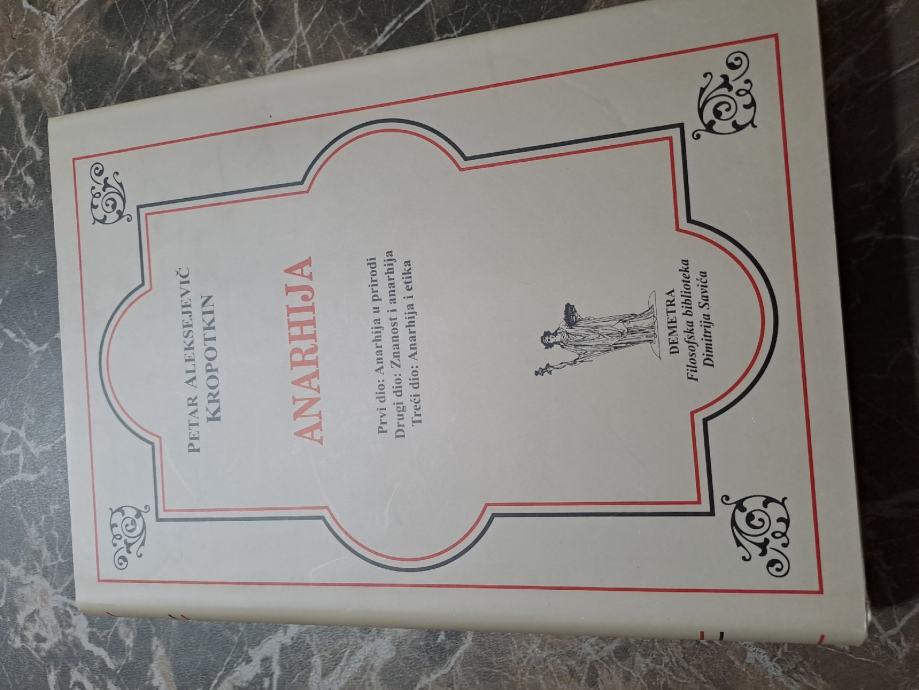 PETAR ALEKSEJEVIČ
KROPOTKIN
ANARHIJA
Prvi dio: Anarhija u prirodi
Drugi dio: Znanost i anarhija
Treći dio: Anarhija i etika
DEMETRA
Filosofska biblioteka
Dimitrija Savića